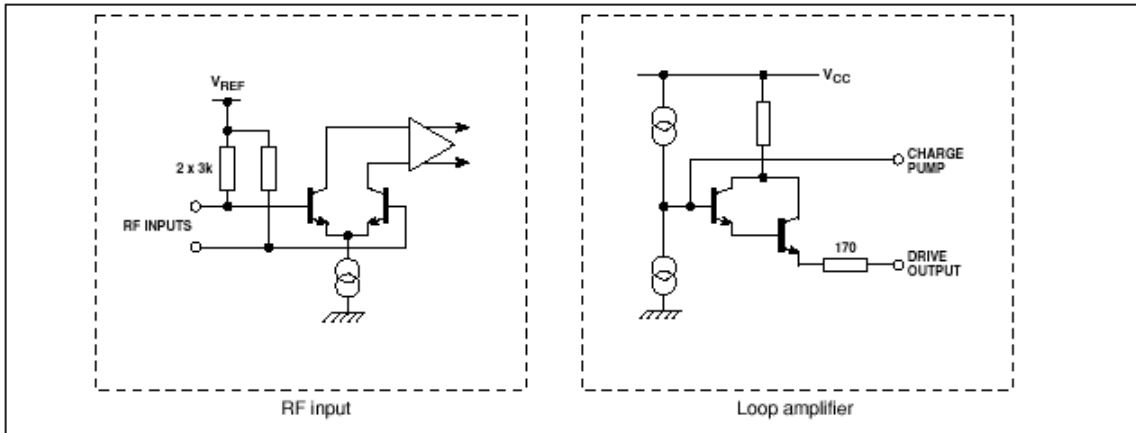 VREF
2 x 3k
RF INPUTS
RF input
VCC
CHARGE
PUMP
170
DRIVE
OUTPUT
Loop amplifier